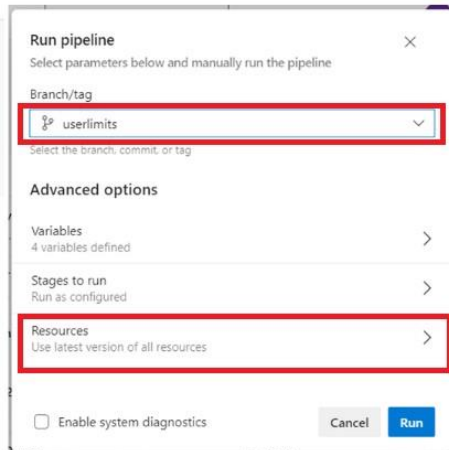 Run pipeline
Select parameters below and manually run the pipeline
Branch/tag
userlimits
Select the branch, commit, or tag
Advanced options
Variables
4 variables defined
Stages to run
Run as configured
Resources
Use latest version of all resources
Enable system diagnostics
Cancel
Run